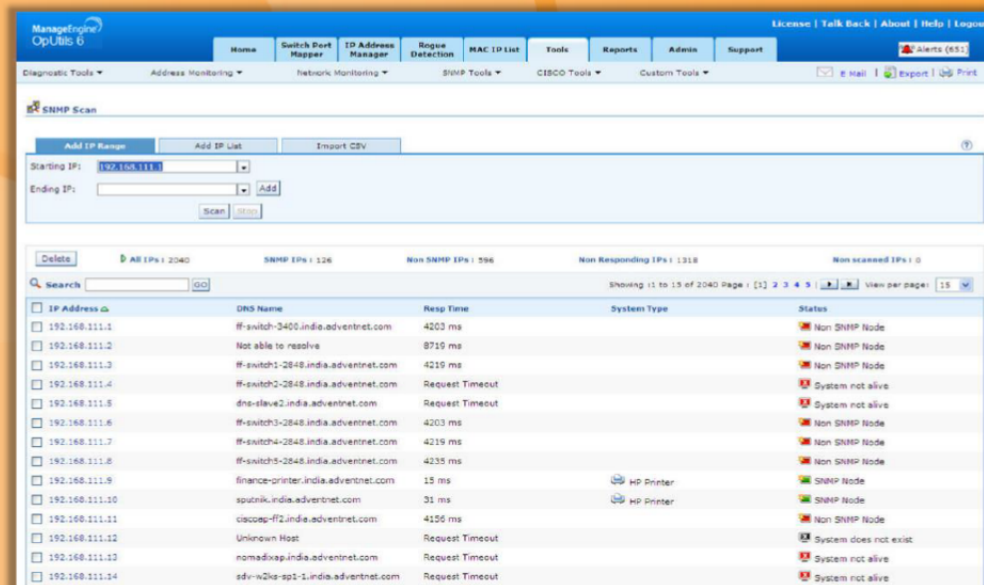 License | Talk Back | About | Help | Logou
ManageEngine
OpUtils 6
Home
Switch Port Mapper
IP Address Manager
Rogue Detection
MAC IP List
Tools
Reports
Admin
Support
Alerts (651)
Diagnostic Tools
Address Monitoring
Network Monitoring
SNMP Tools
CISCO Tools
Custom Tools
E Mail | Export | Print
SNMP Scan
Add IP Range
Add IP List
Import CSV
Starting IP: 192.168.111.1
Ending IP: Add
Scan Stop
Delete All IPs : 2040 SNMP IPs : 126 Non SNMP IPs : 596 Non Responding IPs : 1318 Non scanned IPs : 0
Search GO Showing :1 to 15 of 2040 Page : [1] 2 3 4 5 | View per page: 15
IP Address DNS Name Resp Time System Type Status
192.168.111.1 ff-switch-3400.india.adventnet.com 4203 ms Non SNMP Node
192.168.111.2 Not able to resolve 8719 ms Non SNMP Node
192.168.111.3 ff-switch1-2848.india.adventnet.com 4219 ms Non SNMP Node
192.168.111.4 ff-switch2-2848.india.adventnet.com Request Timeout System not alive
192.168.111.5 dns-slave2.india.adventnet.com Request Timeout System not alive
192.168.111.6 ff-switch3-2848.india.adventnet.com 4203 ms Non SNMP Node
192.168.111.7 ff-switch4-2848.india.adventnet.com 4219 ms Non SNMP Node
192.168.111.8 ff-switch5-2848.india.adventnet.com 4235 ms Non SNMP Node
192.168.111.9 finance-printer.india.adventnet.com 15 ms HP Printer SNMP Node
192.168.111.10 sputnik.india.adventnet.com 31 ms HP Printer SNMP Node
192.168.111.11 ciscoap-ff2.india.adventnet.com 4156 ms Non SNMP Node
192.168.111.12 Unknown Host Request Timeout System does not exist
192.168.111.13 nomadixap.india.adventnet.com Request Timeout System not alive
192.168.111.14 sdv-w2ks-sp1-1.india.adventnet.com Request Timeout System not alive